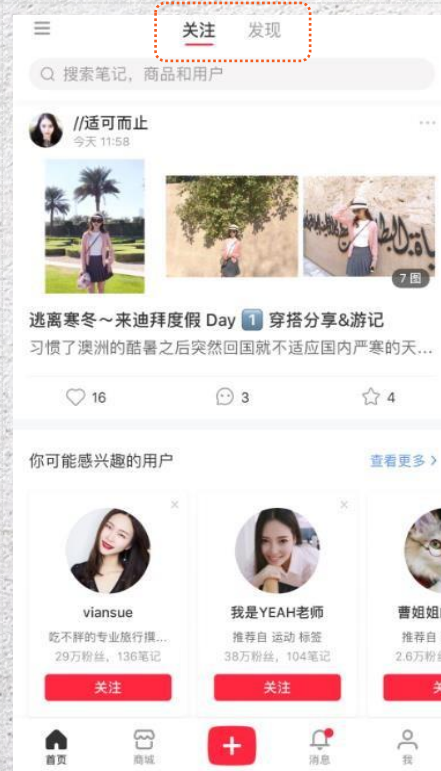 关注 发现
搜索笔记，商品和用户
//适可而止
今天 11:58
7图
逃离寒冬～来迪拜度假 Day 1️⃣ 穿搭分享&游记
习惯了澳洲的酷暑之后突然回国就不适应国内严寒的天...
16 3 4
你可能感兴趣的用户 查看更多
viansue 我是YEAH老师 曹姐姐
吃不胖的专业旅行摸... 推荐自 运动 标签 推荐自
29万粉丝，136笔记 38万粉丝，104笔记 2.6万粉
关注 关注
首页 商城 消息 我